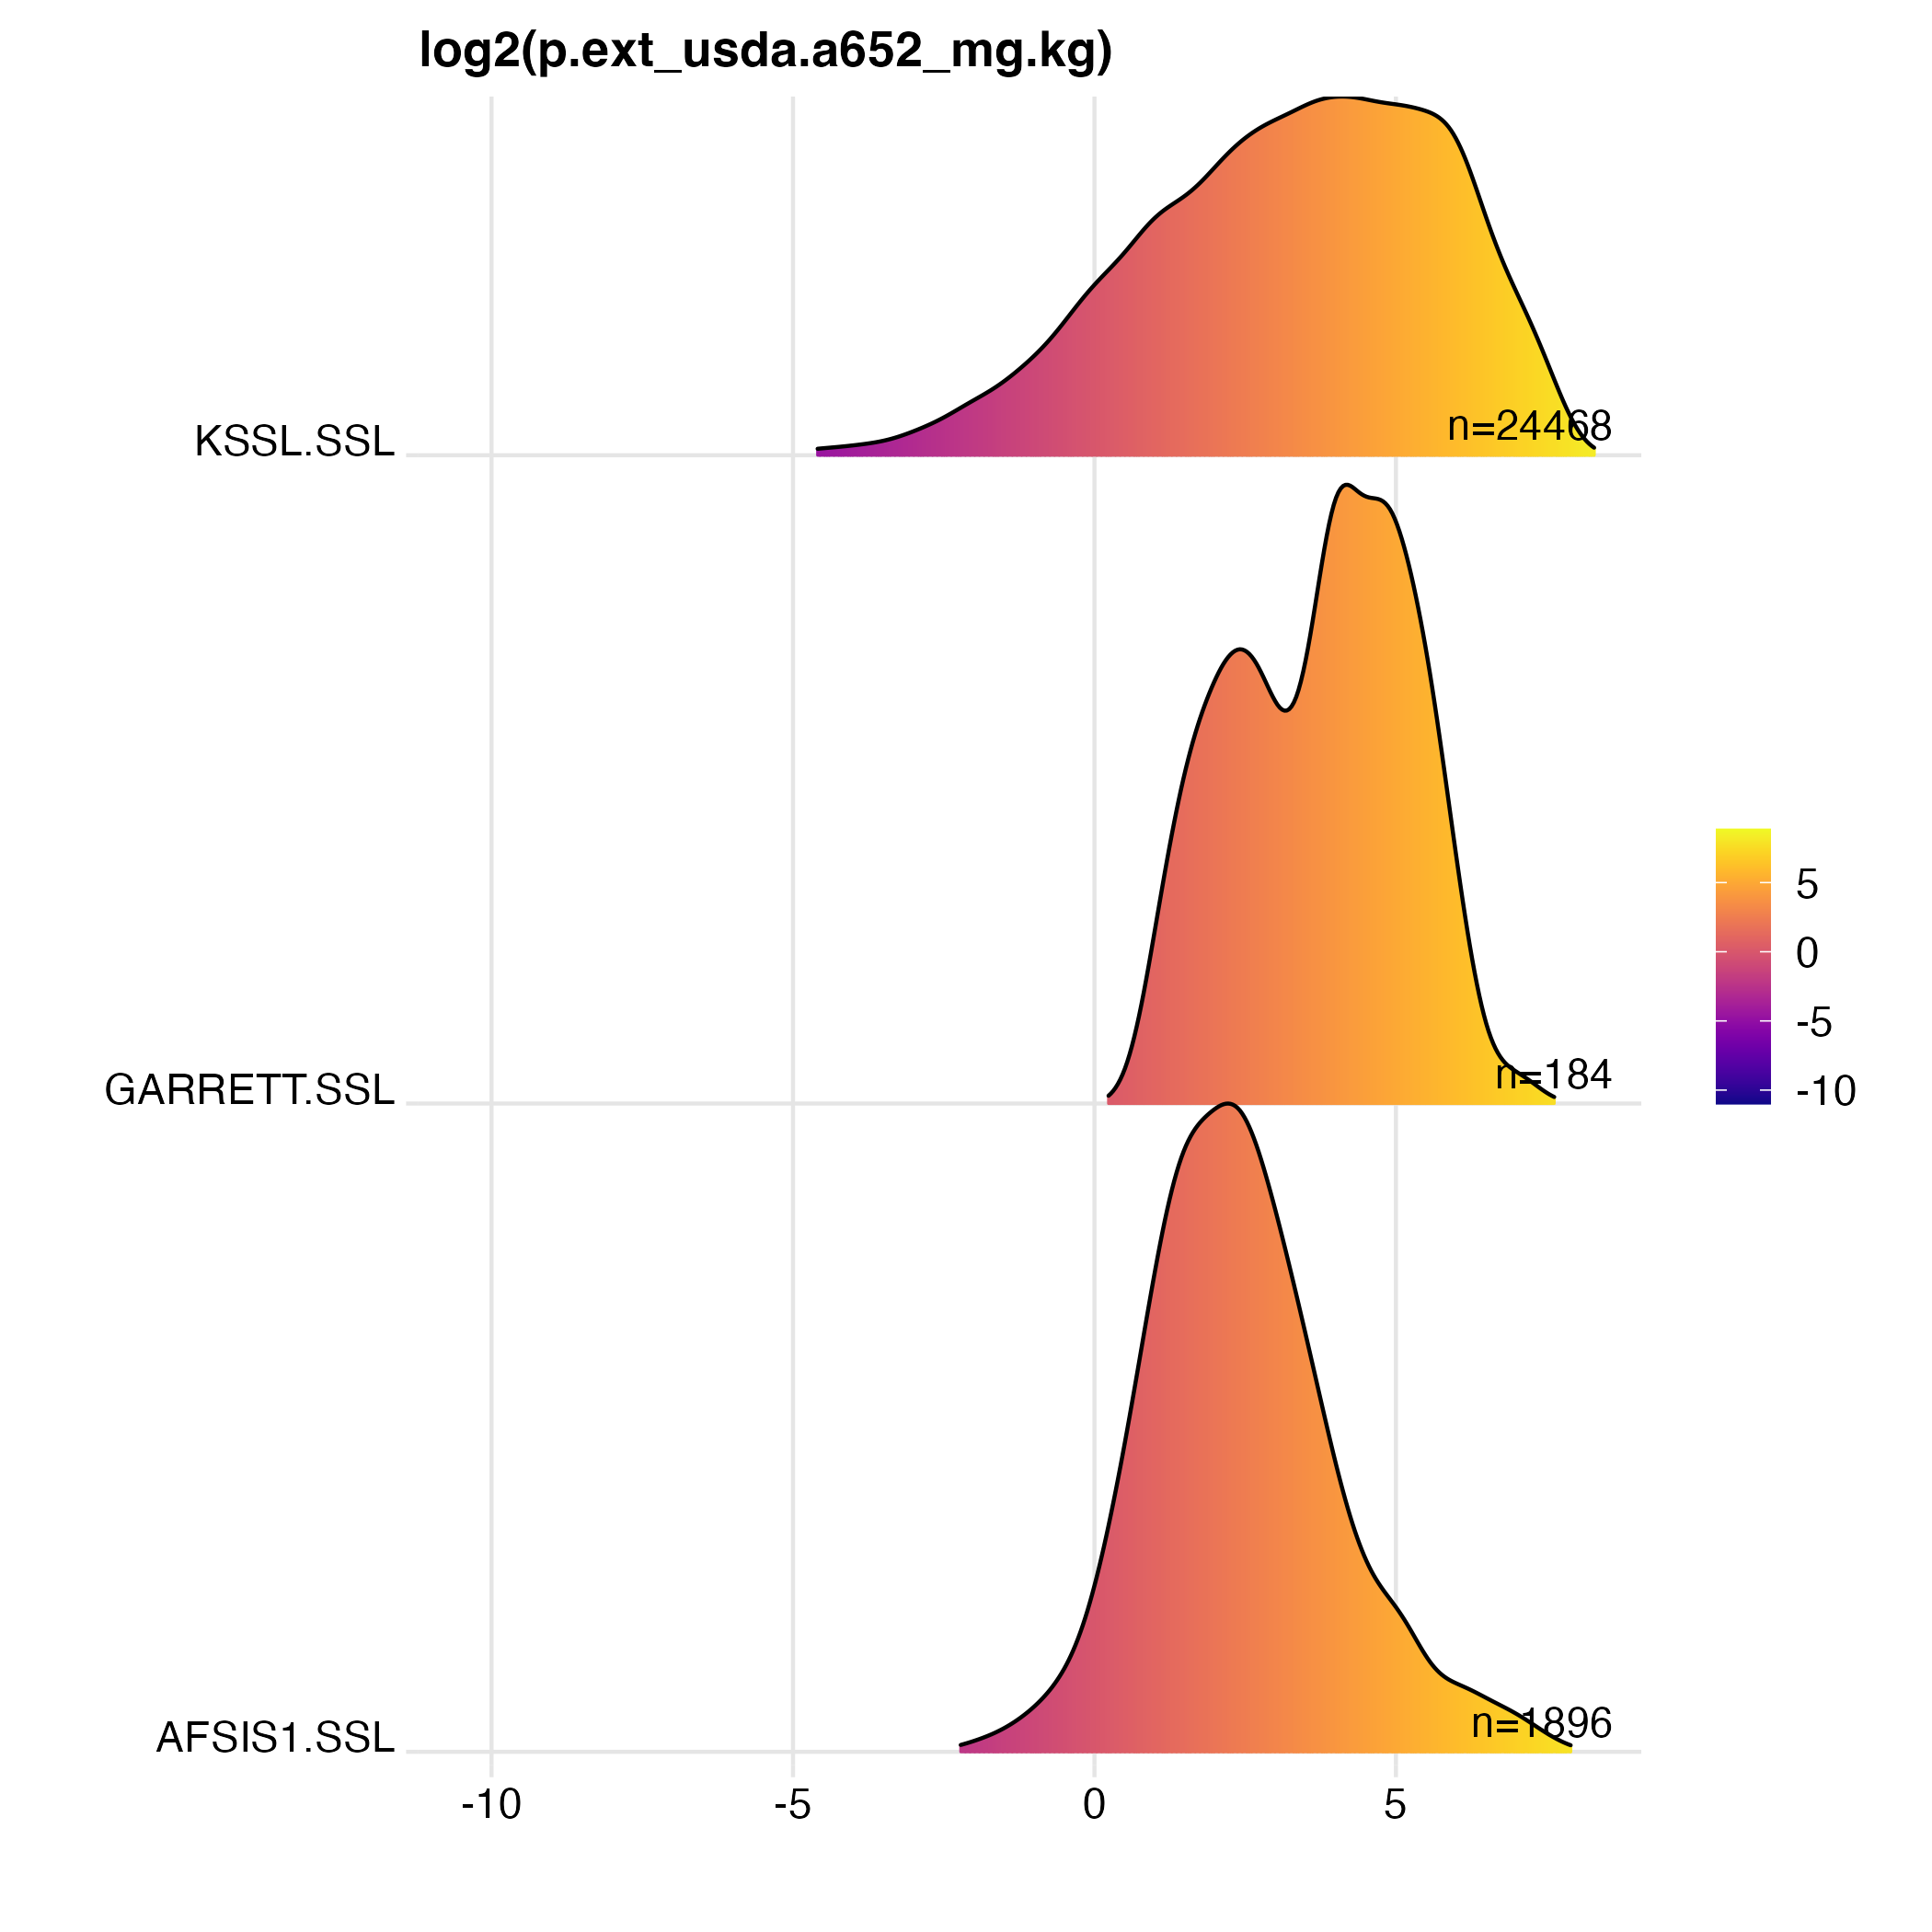 log2(p.ext_usda.a652_mg.kg)
KSSL.SSL
n=24468
GARRETT.SSL
n=184
AFSIS1.SSL
n=1896
-10 -5 0 5
5
0
-5
-10